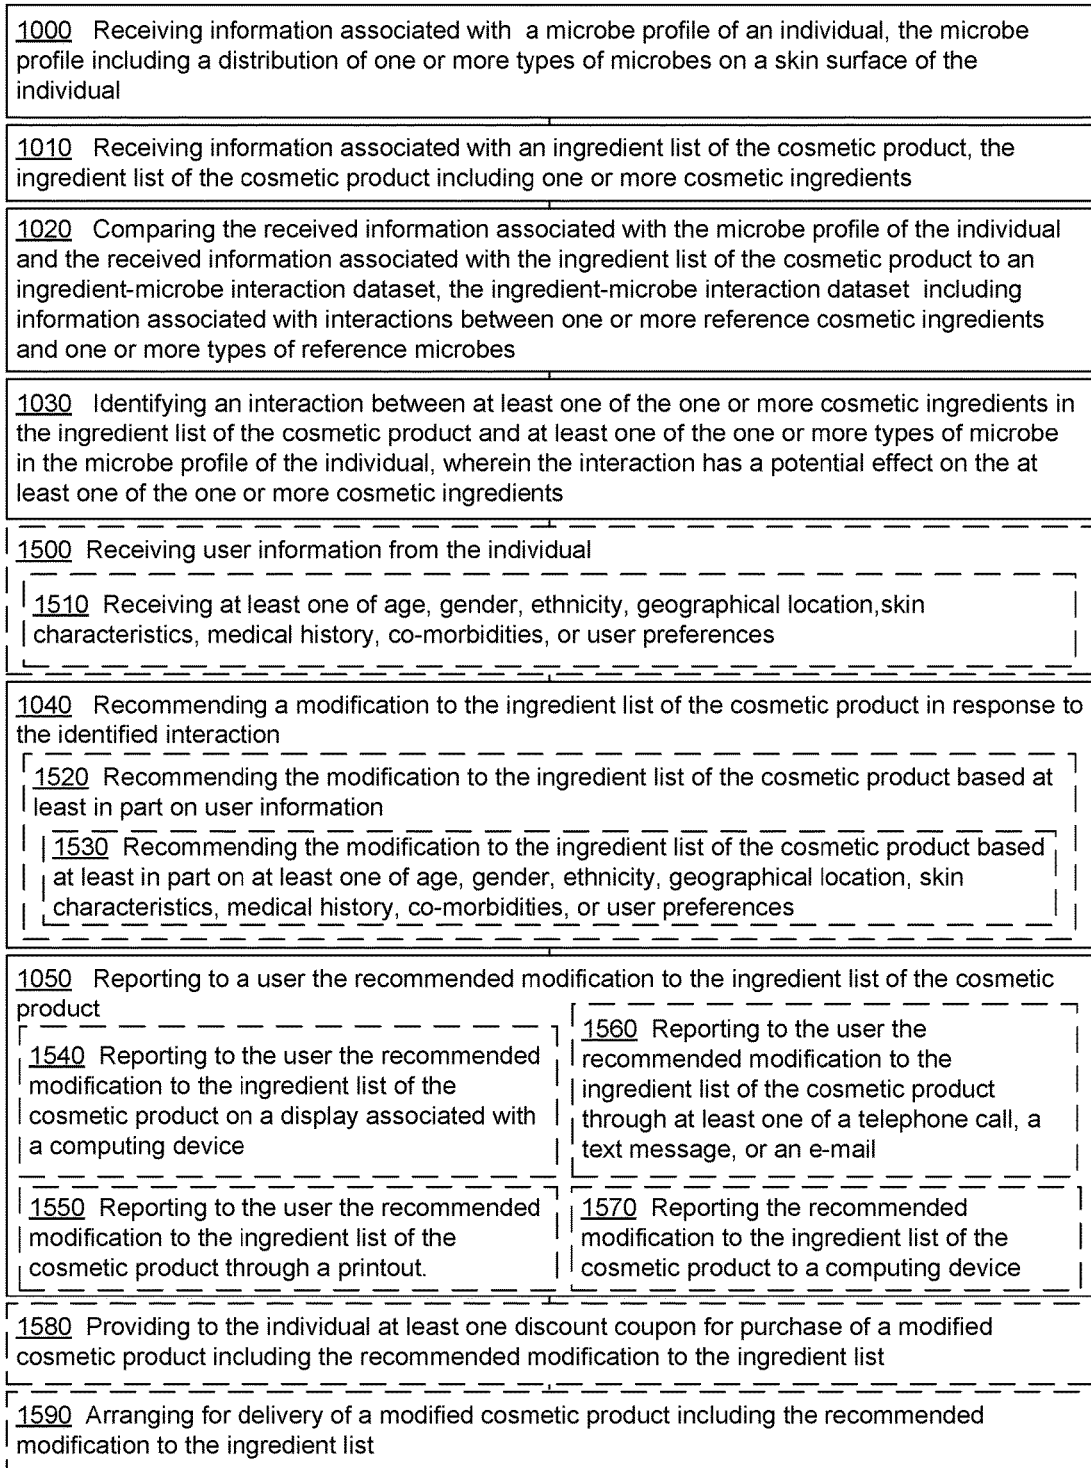 1000 Receiving information associated with a microbe profile of an individual, the microbe
profile including a distribution of one or more types of microbes on a skin surface of the
individual
1010 Receiving information associated with an ingredient list of the cosmetic product, the
ingredient list of the cosmetic product including one or more cosmetic ingredients
1020 Comparing the received information associated with the microbe profile of the individual
and the received information associated with the ingredient list of the cosmetic product to an
ingredient-microbe interaction dataset, the ingredient-microbe interaction dataset including
information associated with interactions between one or more reference cosmetic ingredients
and one or more types of reference microbes
1030 Identifying an interaction between at least one of the one or more cosmetic ingredients in
the ingredient list of the cosmetic product and at least one of the one or more types of microbe
in the microbe profile of the individual, wherein the interaction has a potential effect on the at
least one of the one or more cosmetic ingredients
1500 Receiving user information from the individual
1510 Receiving at least one of age, gender, ethnicity, geographical location,skin
characteristics, medical history, co-morbidities, or user preferences
1040 Recommending a modification to the ingredient list of the cosmetic product in response to
the identified interaction
1520 Recommending the modification to the ingredient list of the cosmetic product based at
least in part on user information
1530 Recommending the modification to the ingredient list of the cosmetic product based
at least in part on at least one of age, gender, ethnicity, geographical location, skin
characteristics, medical history, co-morbidities, or user preferences
1050 Reporting to a user the recommended modification to the ingredient list of the cosmetic
product
1540 Reporting to the user the recommended
modification to the ingredient list of the
cosmetic product on a display associated with
a computing device
1560 Reporting to the user the
recommended modification to the
ingredient list of the cosmetic product
through at least one of a telephone call, a
text message, or an e-mail
1550 Reporting to the user the recommended
modification to the ingredient list of the
cosmetic product through a printout.
1570 Reporting the recommended
modification to the ingredient list of the
cosmetic product to a computing device
1580 Providing to the individual at least one discount coupon for purchase of a modified
cosmetic product including the recommended modification to the ingredient list
1590 Arranging for delivery of a modified cosmetic product including the recommended
modification to the ingredient list